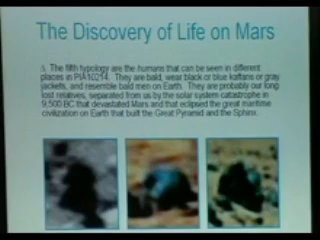 The Discovery of Life on Mars
3. The fifth typology are the humans that can be seen in different
places in PIA10214. They are bald, wear black or blue kaftans or gray
jackets, and resemble bald men on Earth. They are probably our long
lost relatives, separated from us by the solar system catastrophe in
9,500 BC that devastated Mars and that eclipsed the great maritime
civilization on Earth that built the Great Pyramid and the Sphinx.